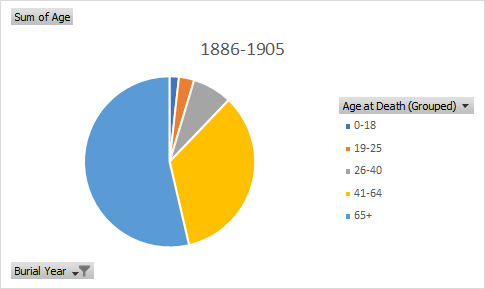 Sum of Age
1886-1905
Age at Death (Grouped)
0-18
19-25
26-40
41-64
65+
Burial Year